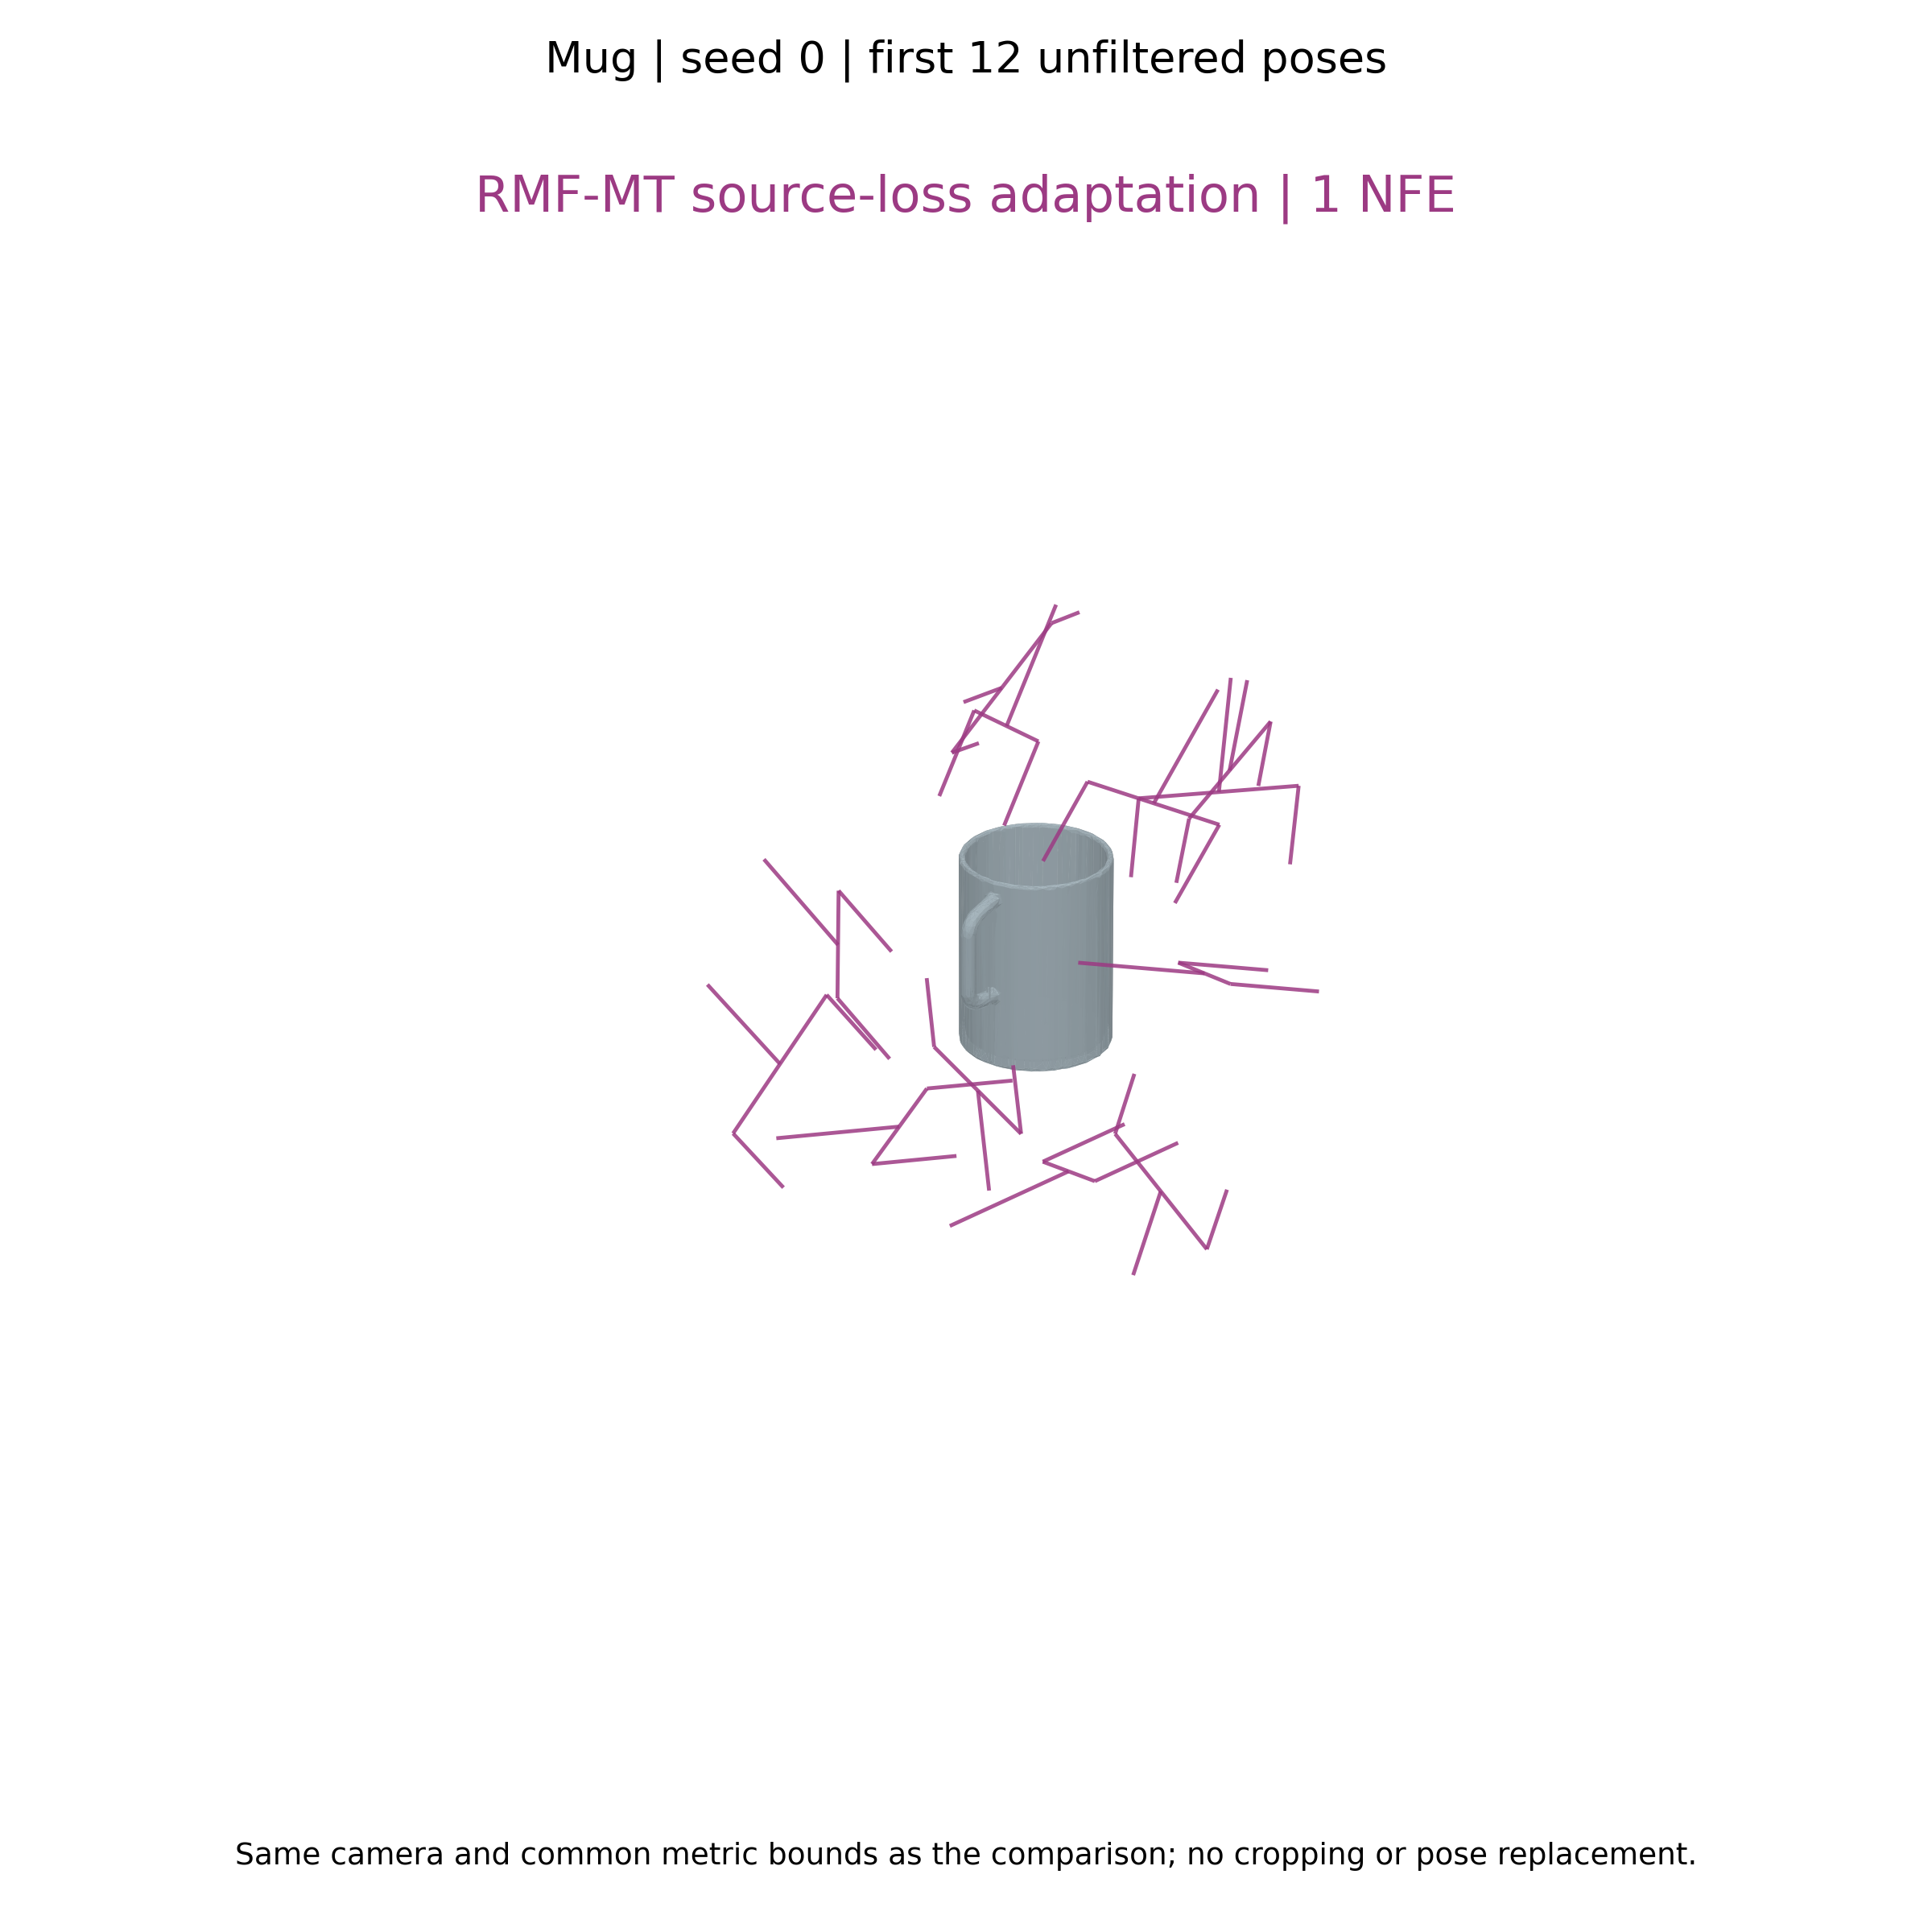 Mug | seed 0 | first 12 unfiltered poses
RMF-MT source-loss adaptation | 1 NFE
Same camera and common metric bounds as the comparison; no cropping or pose replacement.